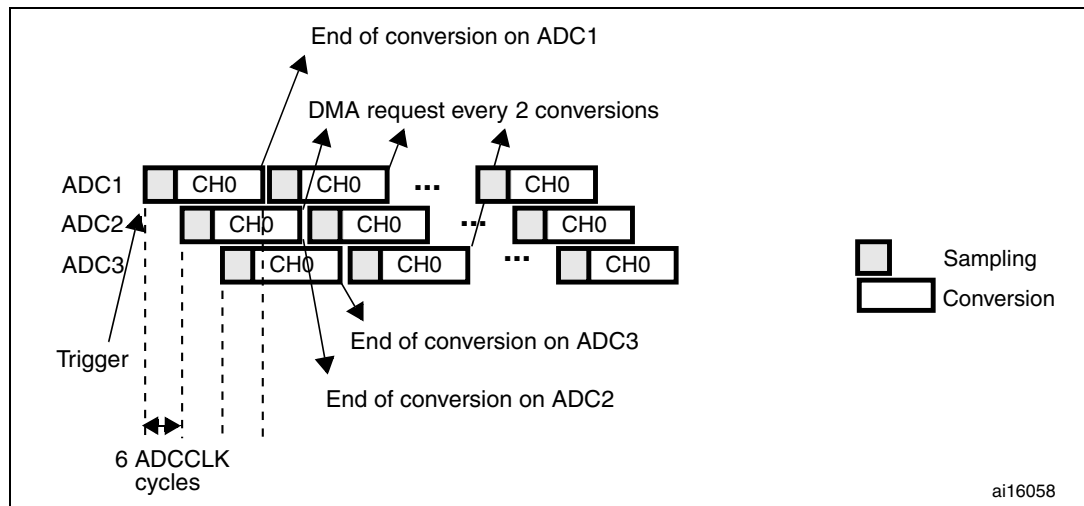 End of conversion on ADC1
DMA request every 2 conversions
ADC1
CH0
CH0
...
CH0
ADC2
CH0
CH0
...
CH0
ADC3
CH0
CH0
...
CH0
Sampling
Conversion
Trigger
End of conversion on ADC3
End of conversion on ADC2
6 ADCCLK
cycles
ai16058